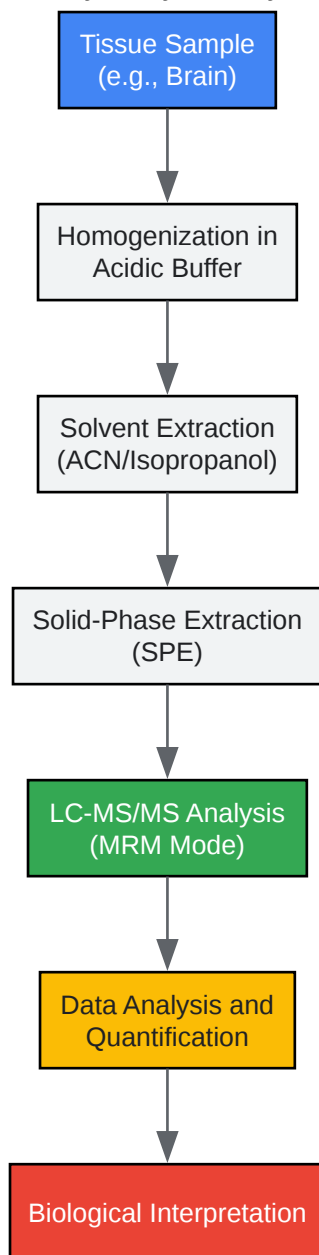 Tissue Sample
(e.g., Brain)
Homogenization in
Acidic Buffer
Solvent Extraction
(ACN/Isopropanol)
Solid-Phase Extraction
(SPE)
LC-MS/MS Analysis
(MRM Mode)
Data Analysis and
Quantification
Biological Interpretation